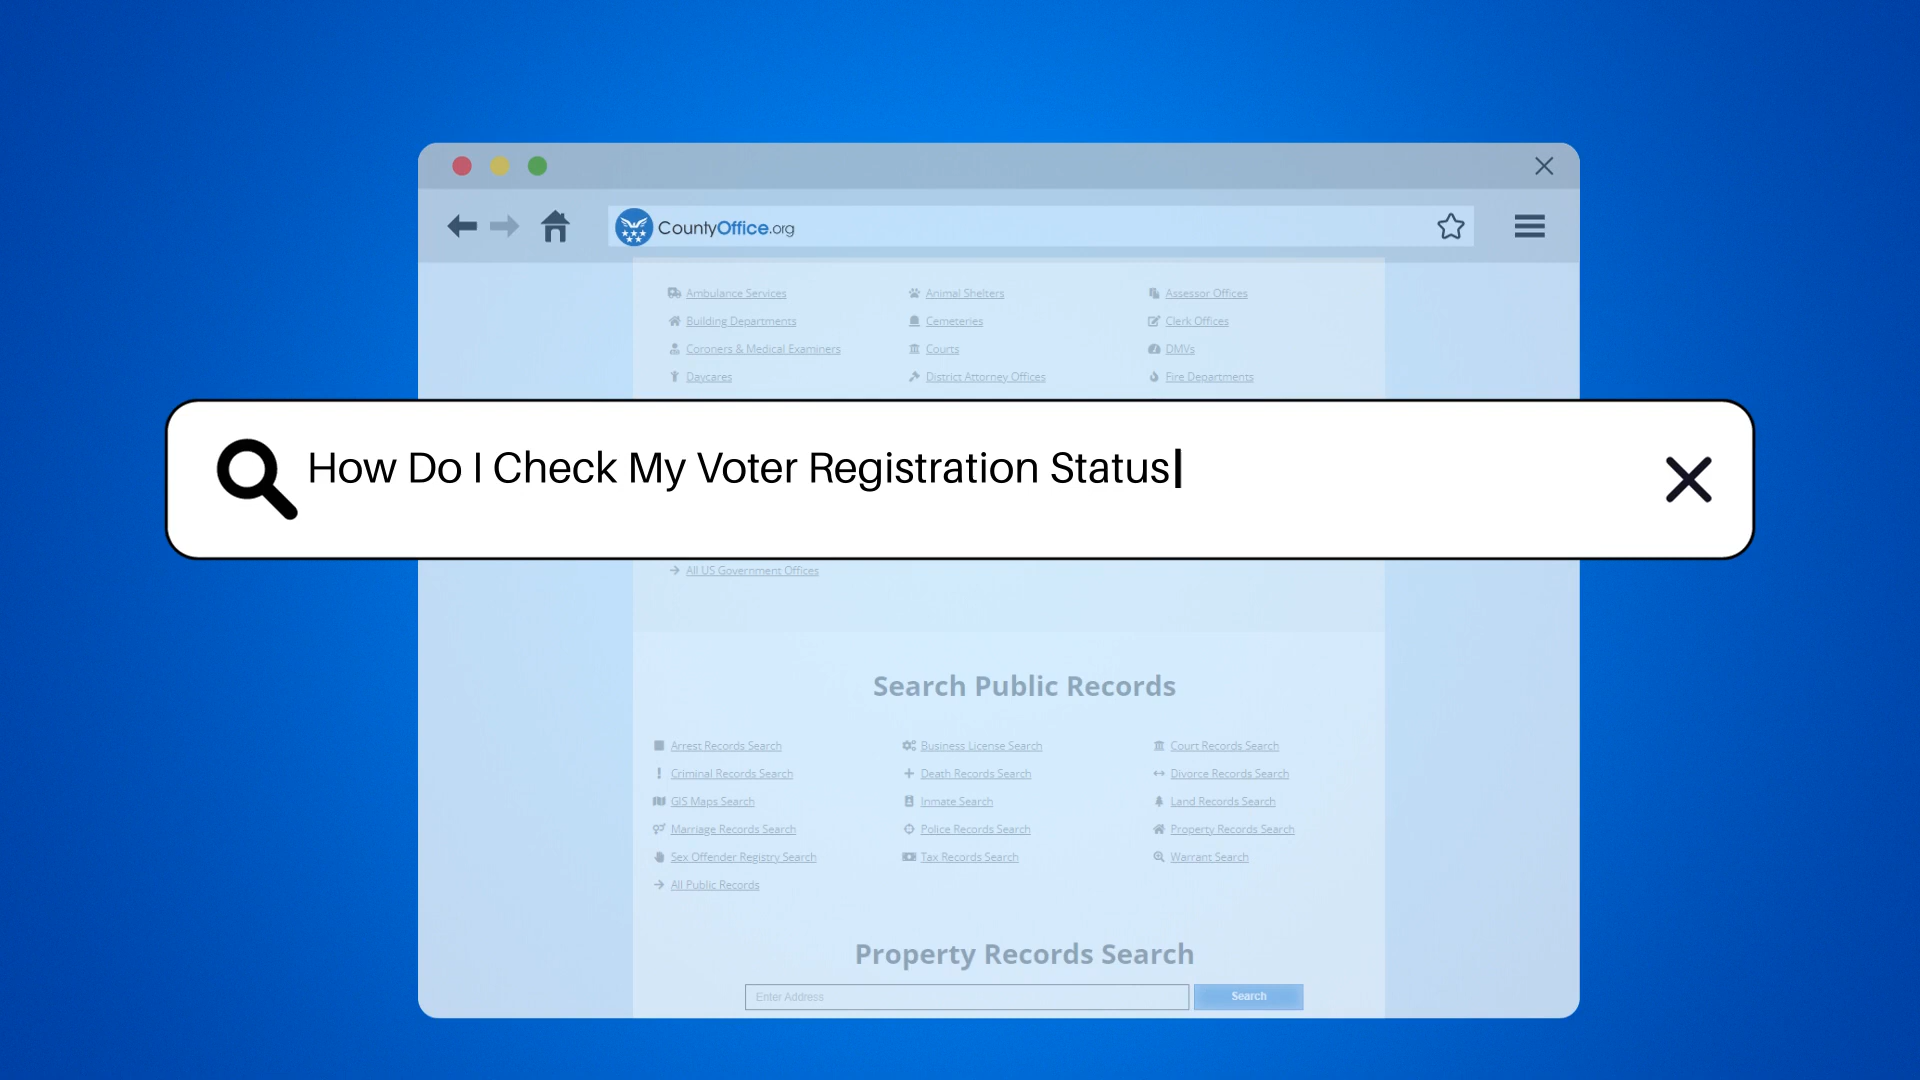 CountyOffice.org
Ambulance Services Animal Shelters Assessor Offices
Building Departments Cemeteries Clerk Offices
Coroners & Medical Examiners Courts DMVs
Daycares District Attorney Offices Fire Departments
How Do I Check My Voter Registration Status
All US Government Offices
Search Public Records
Arrest Records Search Business License Search Court Records Search
Criminal Records Search Death Records Search Divorce Records Search
GIS Maps Search Inmate Search Land Records Search
Marriage Records Search Police Records Search Property Records Search
Sex Offender Registry Search Tax Records Search Warrant Search
All Public Records
Property Records Search
Enter Address Search